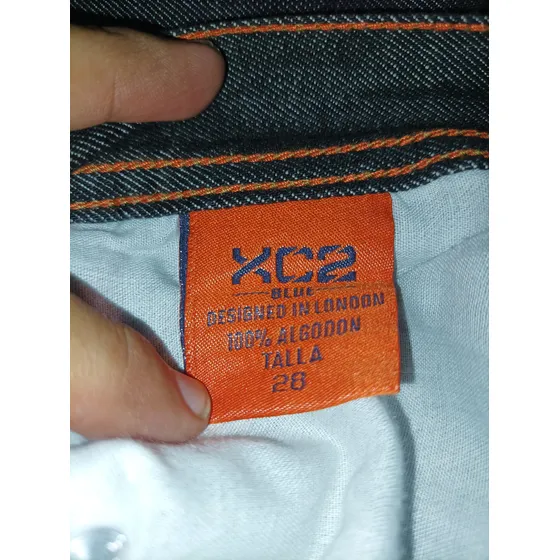 XC2
BLUE
DESIGNED IN LONDON
100% ALGODON
TALLA
26